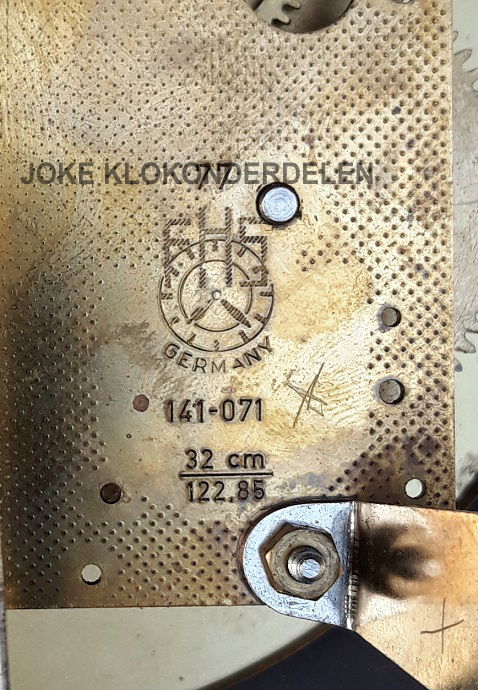 77
JOKE KLOKONDERDELEN
FHS
GERMANY
141-071
32 cm
122,85